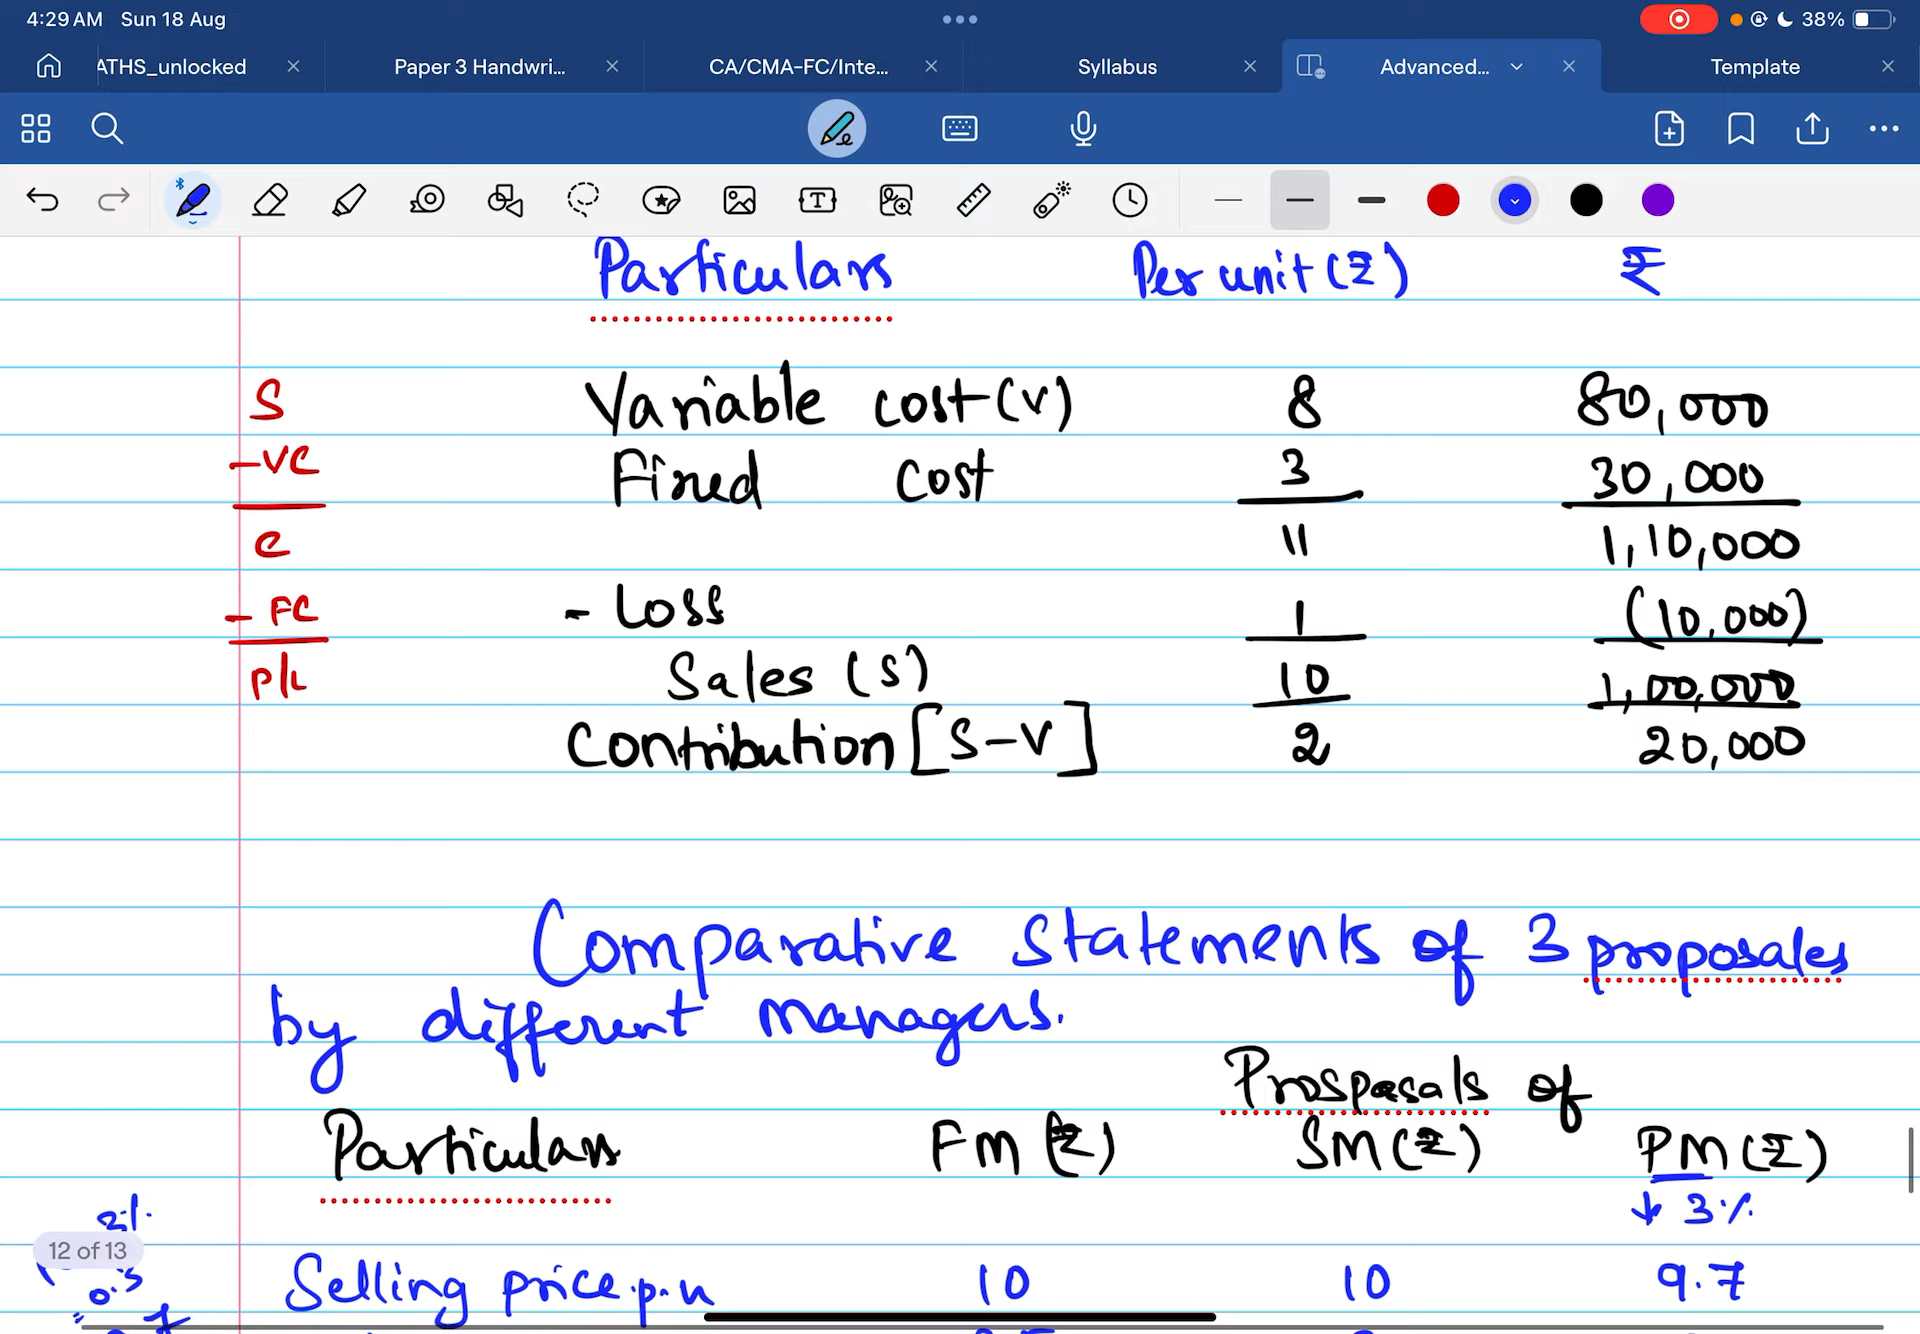 4:29 AM Sun 18 Aug
38%
ATHS_unlocked
Paper 3 Handwri...
CA/CMA-FC/Inte...
Syllabus
Advanced...
Template
Particulars Per unit (₹) ₹
S Variable cost (v) 8 80,000
-VC Fixed cost 3 30,000
C 11 1,10,000
- FC - Loss 1 (10,000)
P/L Sales (S) 10 1,00,000
Contribution [S-V] 2 20,000
Comparative statements of 3 proposales
by different managers.
Prosposals of
Particulars FM (₹) SM (₹) PM (₹)
↓ 3%
12 of 13
0.3
Selling price p.u 10 10 9.7